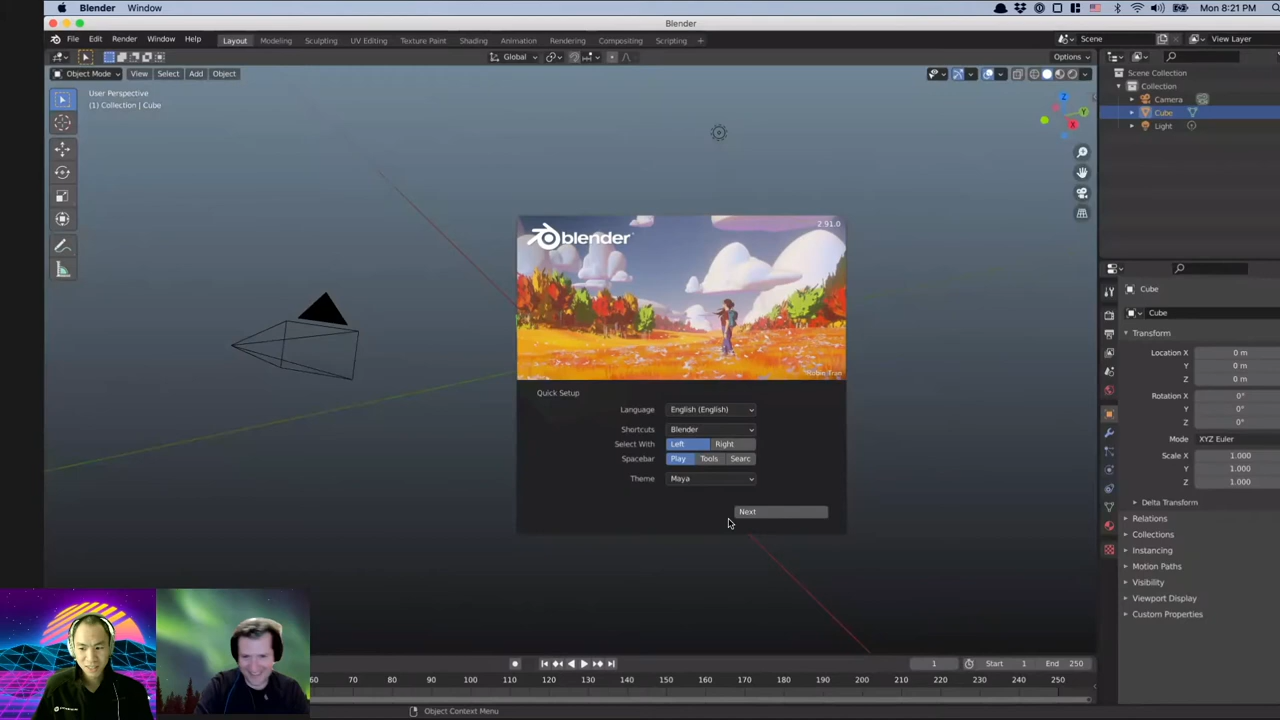 Blender Window Mon 8:21 PM
Blender
File Edit Render Window Help Layout Modeling Sculpting UV Editing Texture Paint Shading Animation Rendering Compositing Scripting + Scene View Layer
Global Options
Object Mode View Select Add Object
User Perspective
(1) Collection | Cube
Z
Y
X
Scene Collection
Collection
Camera
Cube
Light
blender
2.91.0
Robin Tran
Quick Setup
Language English (English)
Shortcuts Blender
Select With Left Right
Spacebar Play Tools Searc
Theme Maya
Next
Cube
Cube
Transform
Location X 0 m
Y 0 m
Z 0 m
Rotation X 0°
Y 0°
Z 0°
Mode XYZ Euler
Scale X 1.000
Y 1.000
Z 1.000
Delta Transform
Relations
Collections
Instancing
Motion Paths
Visibility
Viewport Display
Custom Properties
1 Start 1 End 250
60 70 80 90 100 110 120 130 140 150 160 170 180 190 200 210 220 230 240 250
Object Context Menu